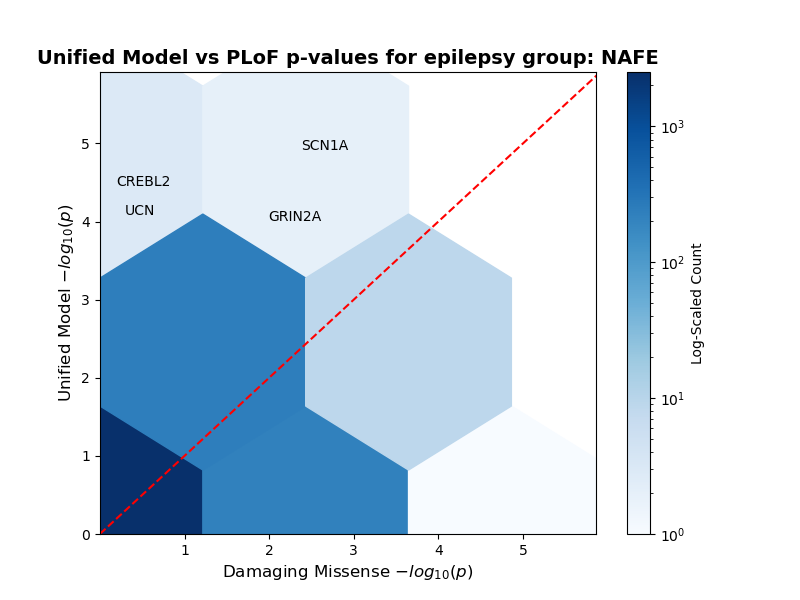 Unified Model vs PLoF p-values for epilepsy group: NAFE
Unified Model −log₁₀(p)
5
4
3
2
1
0
SCN1A
CREBL2
UCN
GRIN2A
1
2
3
4
5
Damaging Missense −log₁₀(p)
10³
10²
10¹
10⁰
Log-Scaled Count